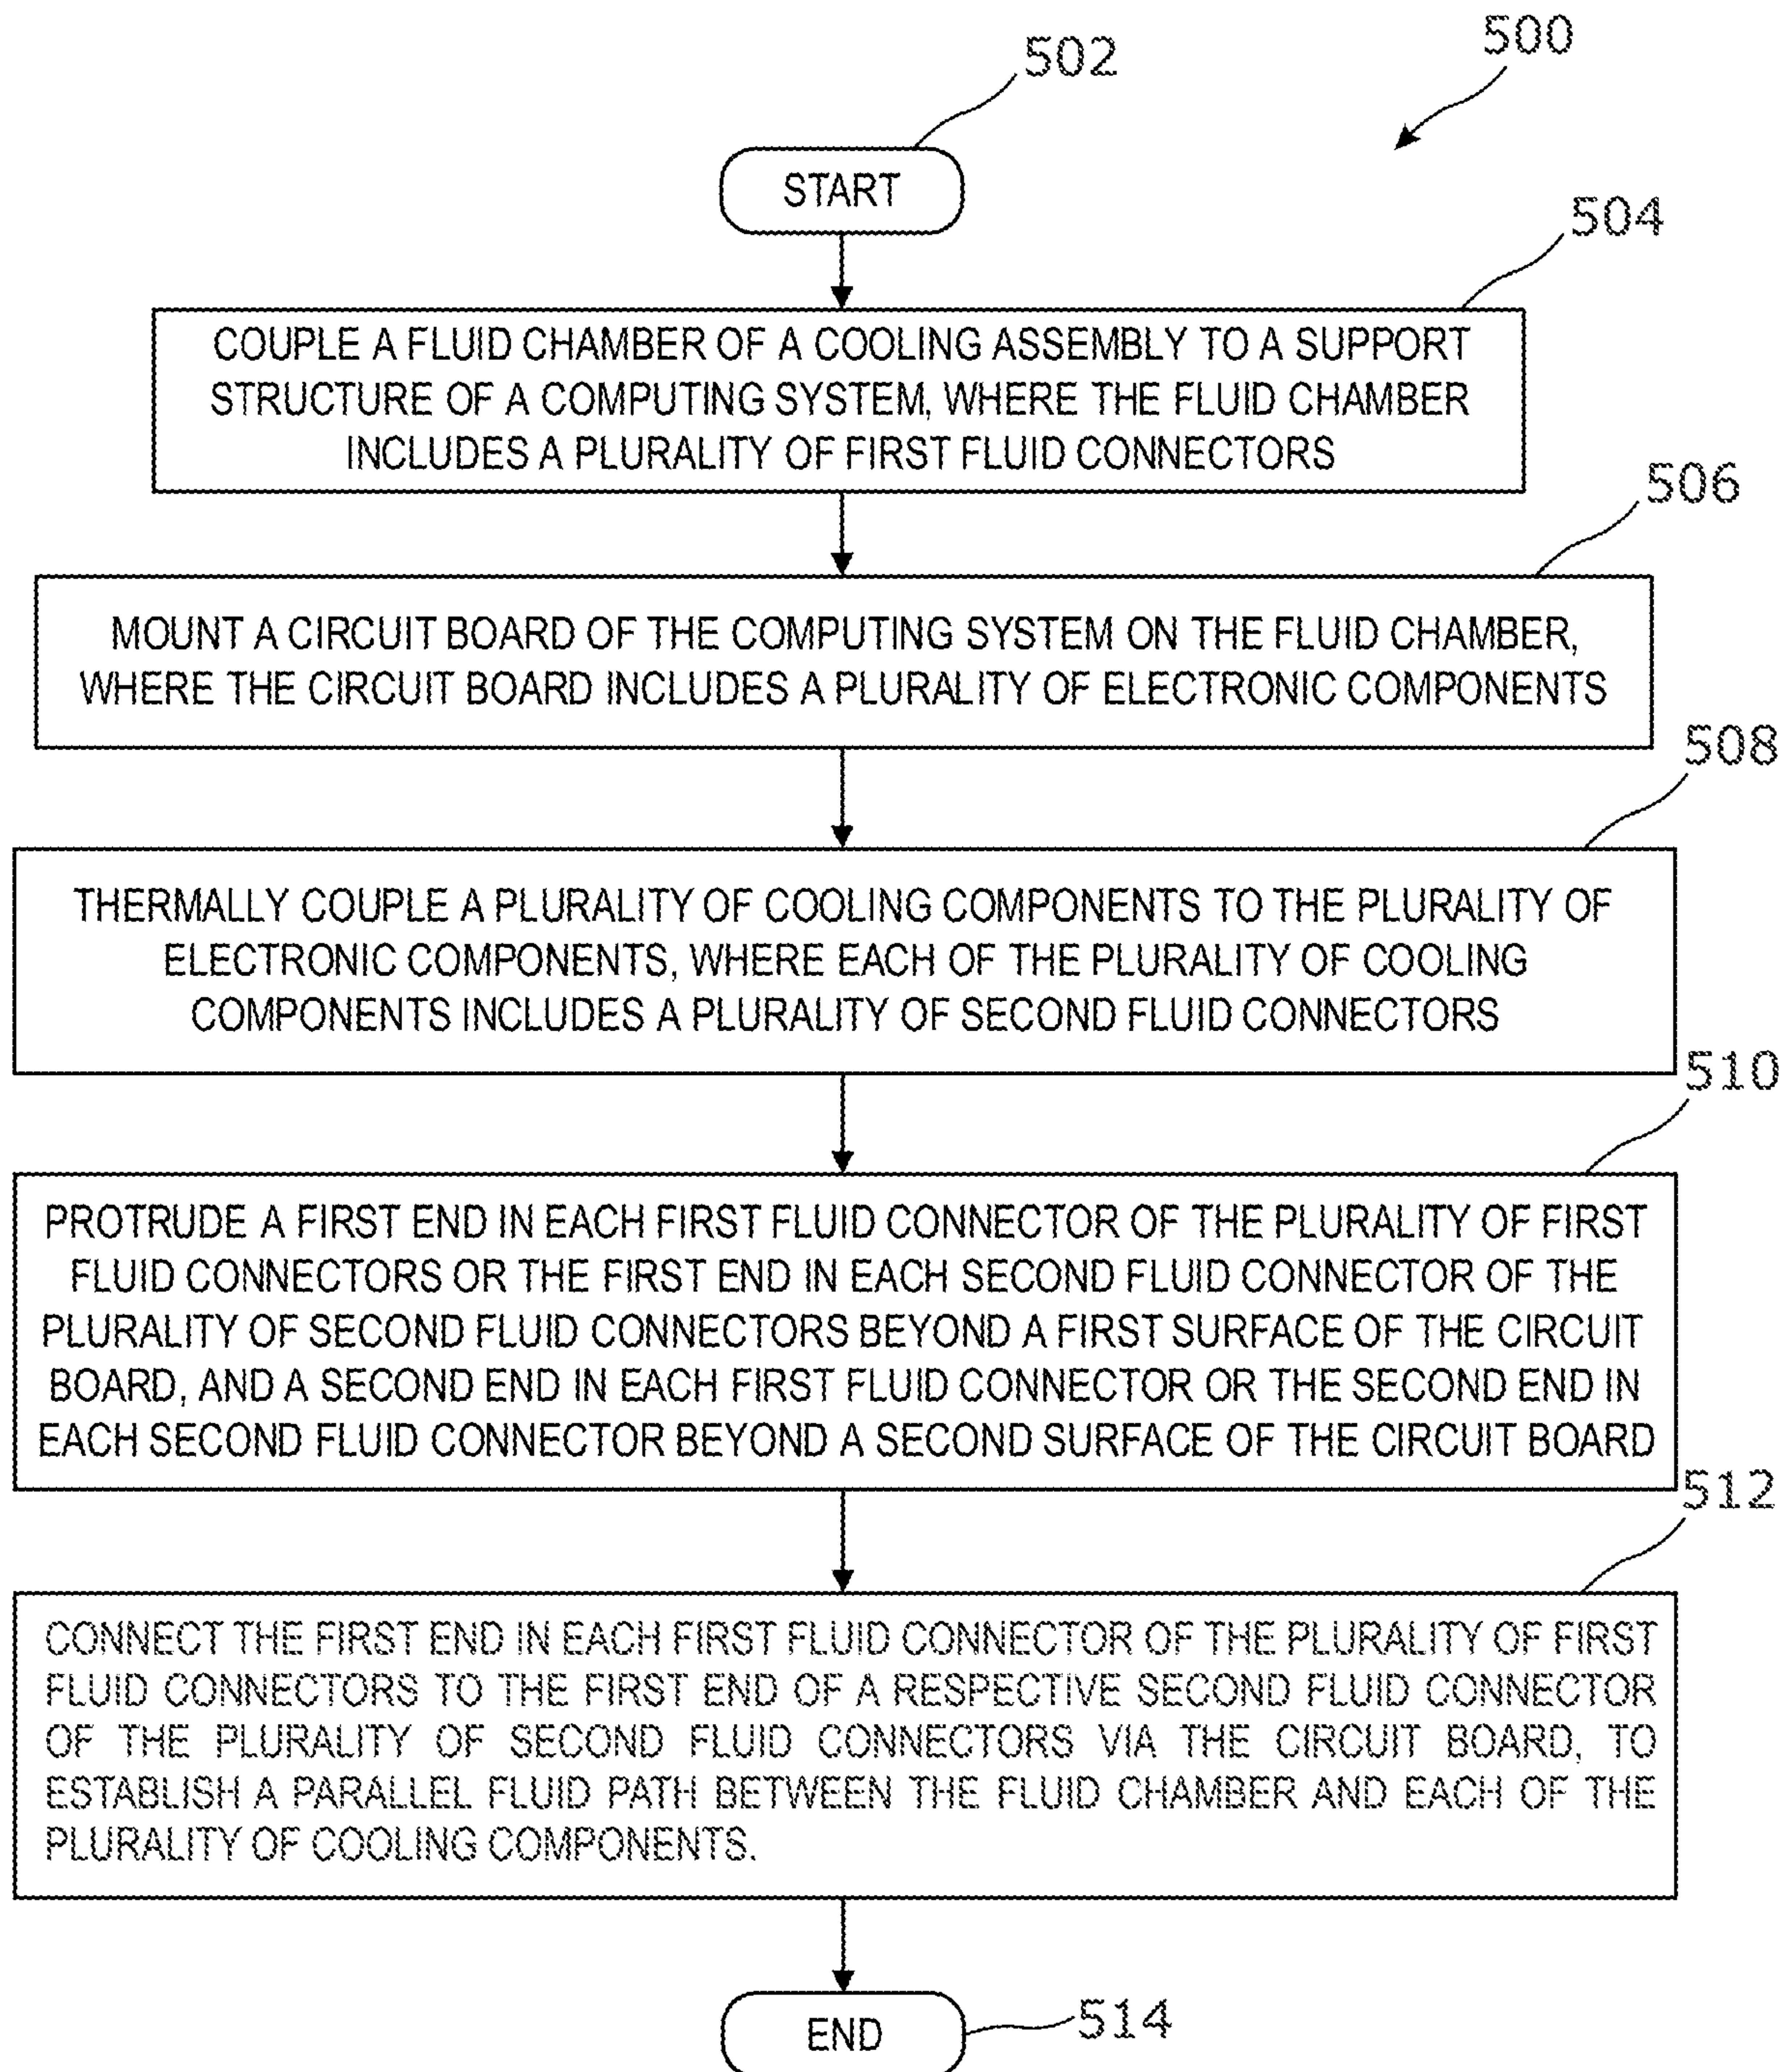 500
502
START
504
COUPLE A FLUID CHAMBER OF A COOLING ASSEMBLY TO A SUPPORT
STRUCTURE OF A COMPUTING SYSTEM, WHERE THE FLUID CHAMBER
INCLUDES A PLURALITY OF FIRST FLUID CONNECTORS
506
MOUNT A CIRCUIT BOARD OF THE COMPUTING SYSTEM ON THE FLUID CHAMBER,
WHERE THE CIRCUIT BOARD INCLUDES A PLURALITY OF ELECTRONIC COMPONENTS
508
THERMALLY COUPLE A PLURALITY OF COOLING COMPONENTS TO THE PLURALITY OF
ELECTRONIC COMPONENTS, WHERE EACH OF THE PLURALITY OF COOLING
COMPONENTS INCLUDES A PLURALITY OF SECOND FLUID CONNECTORS
510
PROTRUDE A FIRST END IN EACH FIRST FLUID CONNECTOR OF THE PLURALITY OF FIRST
FLUID CONNECTORS OR THE FIRST END IN EACH SECOND FLUID CONNECTOR OF THE
PLURALITY OF SECOND FLUID CONNECTORS BEYOND A FIRST SURFACE OF THE CIRCUIT
BOARD, AND A SECOND END IN EACH FIRST FLUID CONNECTOR OR THE SECOND END IN
EACH SECOND FLUID CONNECTOR BEYOND A SECOND SURFACE OF THE CIRCUIT BOARD
512
CONNECT THE FIRST END IN EACH FIRST FLUID CONNECTOR OF THE PLURALITY OF FIRST
FLUID CONNECTORS TO THE FIRST END OF A RESPECTIVE SECOND FLUID CONNECTOR
OF THE PLURALITY OF SECOND FLUID CONNECTORS VIA THE CIRCUIT BOARD, TO
ESTABLISH A PARALLEL FLUID PATH BETWEEN THE FLUID CHAMBER AND EACH OF THE
PLURALITY OF COOLING COMPONENTS.
END
514